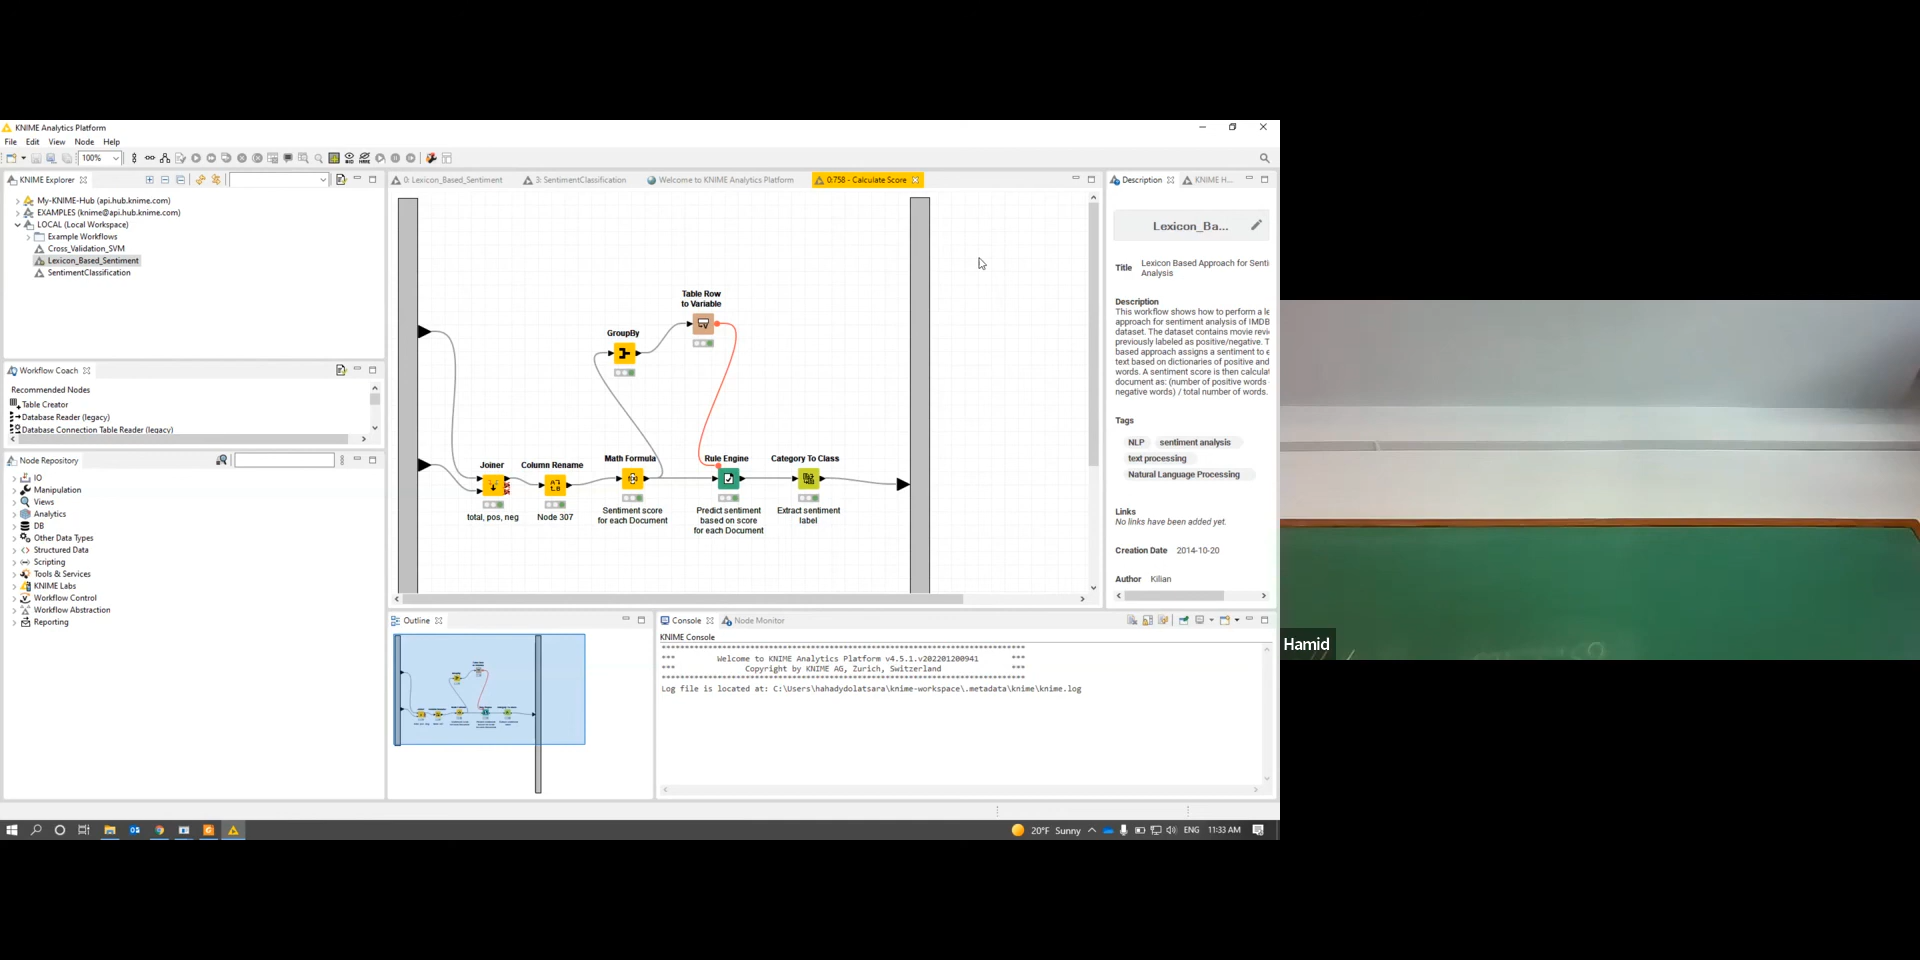 KNIME Analytics Platform
File Edit View Node Help
100%
KNIME Explorer
My-KNIME-Hub (api.hub.knime.com)
EXAMPLES (knime@api.hub.knime.com)
LOCAL (Local Workspace)
Example Workflows
Cross_Validation_SVM
Lexicon_Based_Sentiment
SentimentClassification
Workflow Coach
Recommended Nodes
Table Creator
Database Reader (legacy)
Database Connection Table Reader (legacy)
Node Repository
IO
Manipulation
Views
Analytics
DB
Other Data Types
Structured Data
Scripting
Tools & Services
KNIME Labs
Workflow Control
Workflow Abstraction
Reporting
0: Lexicon_Based_Sentiment
3: SentimentClassification
Welcome to KNIME Analytics Platform
0:758 - Calculate Score
Table Row
to Variable
GroupBy
Joiner
total, pos, neg
Column Rename
Node 307
Math Formula
Sentiment score
for each Document
Rule Engine
Predict sentiment
based on score
for each Document
Category To Class
Extract sentiment
label
Outline
Console
Node Monitor
KNIME Console
********************************************************************************
*** Welcome to KNIME Analytics Platform v4.5.1.v202201200941 ***
*** Copyright by KNIME AG, Zurich, Switzerland ***
********************************************************************************
Log file is located at: C:\Users\hahadydolatsara\knime-workspace\.metadata\knime\knime.log
Description
KNIME H...
Lexicon_Ba...
Title Lexicon Based Approach for Senti
Analysis
Description
This workflow shows how to perform a le
approach for sentiment analysis of IMDB
dataset. The dataset contains movie revi
previously labeled as positive/negative. T
based approach assigns a sentiment to e
text based on dictionaries of positive and
words. A sentiment score is then calculat
document as: (number of positive words
negative words) / total number of words.
Tags
NLP sentiment analysis
text processing
Natural Language Processing
Links
No links have been added yet.
Creation Date 2014-10-20
Author Kilian
20°F Sunny
ENG
11:33 AM
Hamid